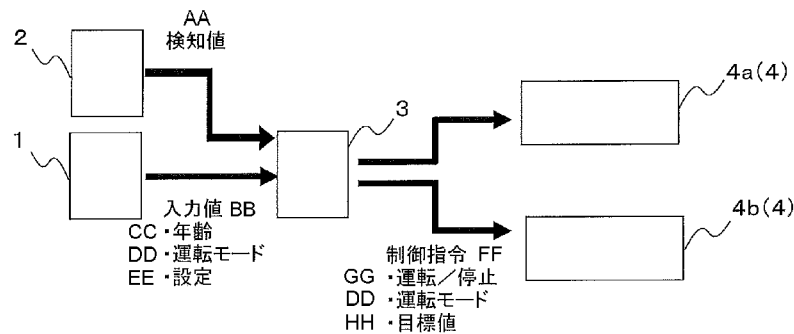 AA
検知値
2
4a(4)
3
1
入力値 BB
CC ・年齢
DD ・運転モード
EE ・設定
4b(4)
制御指令 FF
GG ・運転／停止
DD ・運転モード
HH ・目標値